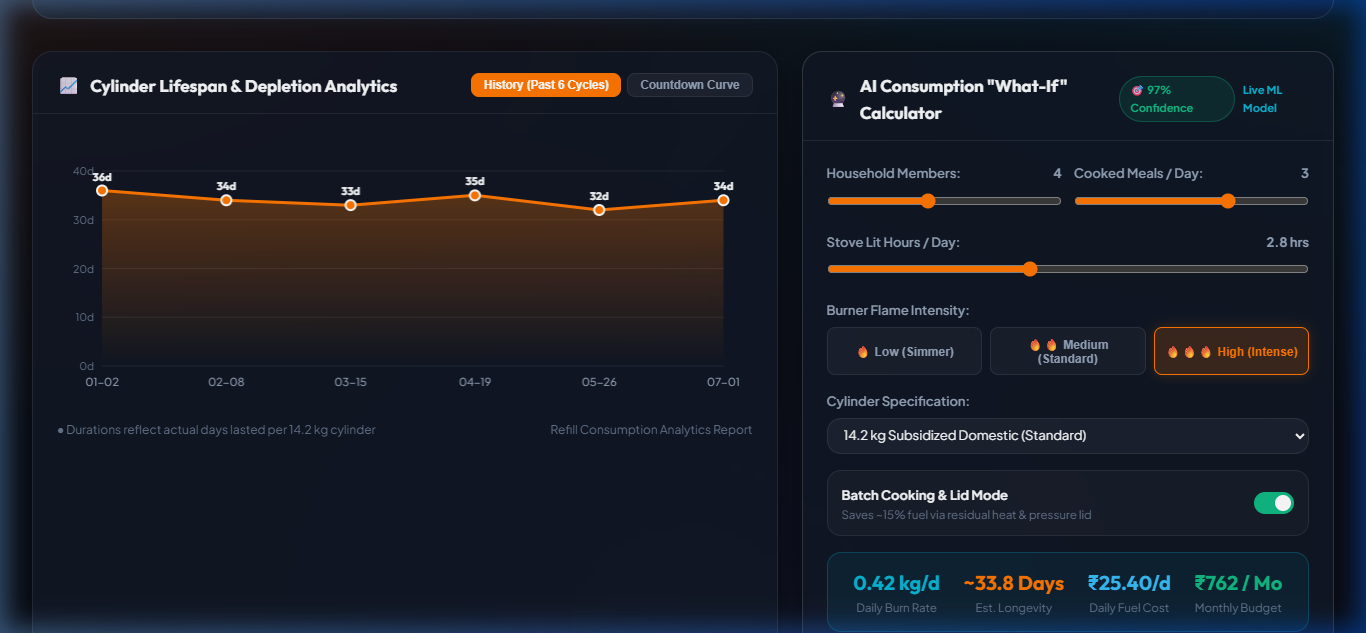 Cylinder Lifespan & Depletion Analytics
History (Past 6 Cycles)
Countdown Curve
40d
30d
20d
10d
0d
36d
34d
33d
35d
32d
34d
01-02
02-08
03-15
04-19
05-26
07-01
● Durations reflect actual days lasted per 14.2 kg cylinder
Refill Consumption Analytics Report
AI Consumption "What-If"
Calculator
97%
Confidence
Live ML
Model
Household Members: 4
Cooked Meals / Day: 3
Stove Lit Hours / Day: 2.8 hrs
Burner Flame Intensity:
Low (Simmer)
Medium
(Standard)
High (Intense)
Cylinder Specification:
14.2 kg Subsidized Domestic (Standard)
Batch Cooking & Lid Mode
Saves ~15% fuel via residual heat & pressure lid
0.42 kg/d
Daily Burn Rate
~33.8 Days
Est. Longevity
₹25.40/d
Daily Fuel Cost
₹762 / Mo
Monthly Budget